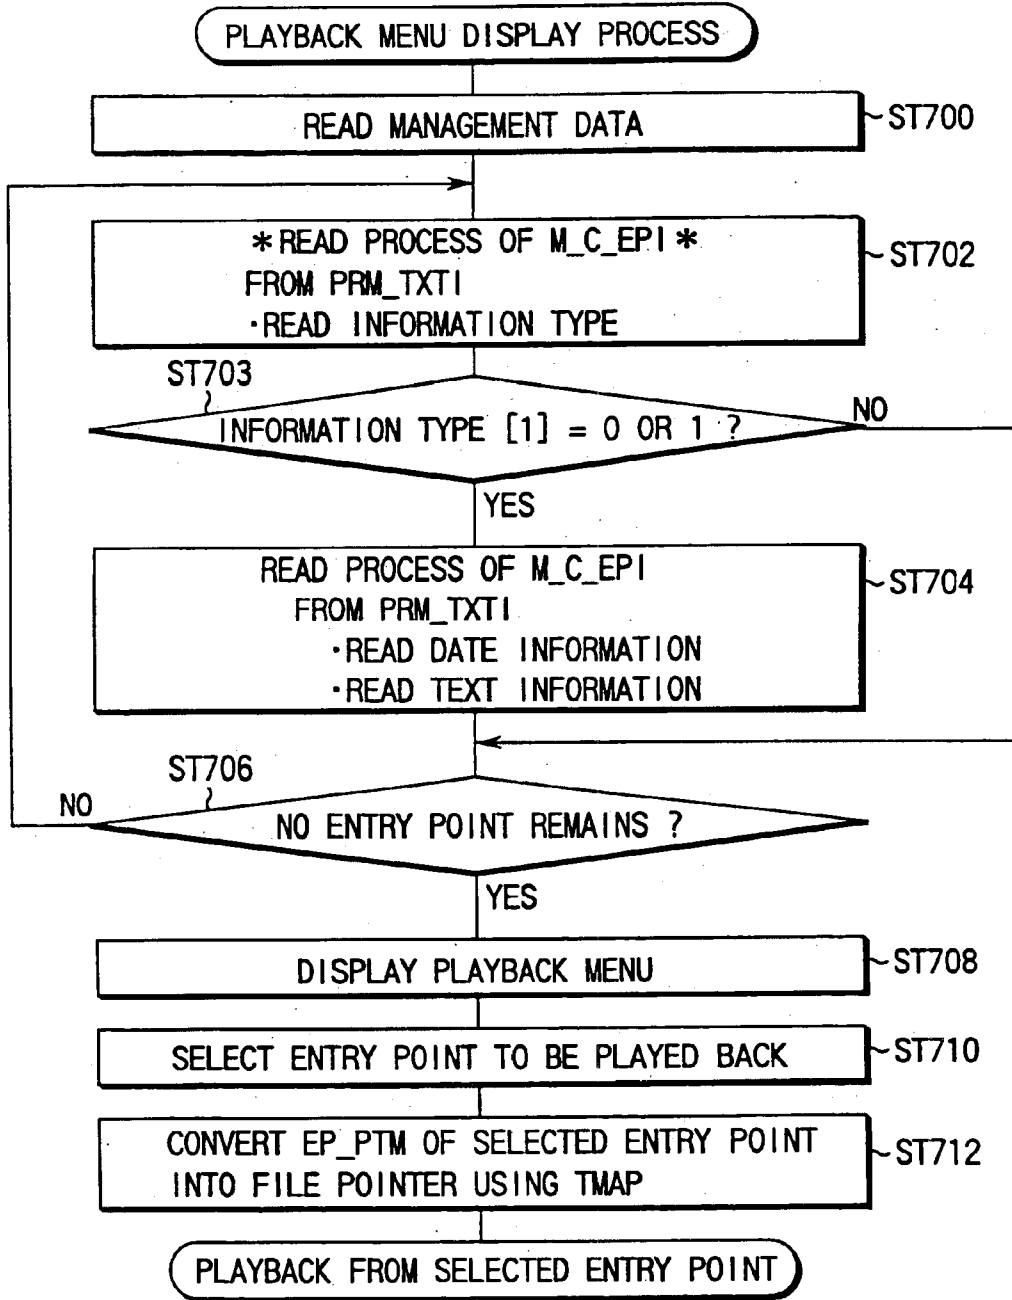 PLAYBACK MENU DISPLAY PROCESS
READ MANAGEMENT DATA
ST700
*READ PROCESS OF M_C_EPI*
FROM PRM_TXTI
·READ INFORMATION TYPE
ST702
ST703
INFORMATION TYPE [1] = 0 OR 1 ?
NO
YES
READ PROCESS OF M_C_EPI
FROM PRM_TXTI
·READ DATE INFORMATION
·READ TEXT INFORMATION
ST704
ST706
NO
NO ENTRY POINT REMAINS ?
YES
DISPLAY PLAYBACK MENU
ST708
SELECT ENTRY POINT TO BE PLAYED BACK
ST710
CONVERT EP_PTM OF SELECTED ENTRY POINT
INTO FILE POINTER USING TMAP
ST712
PLAYBACK FROM SELECTED ENTRY POINT